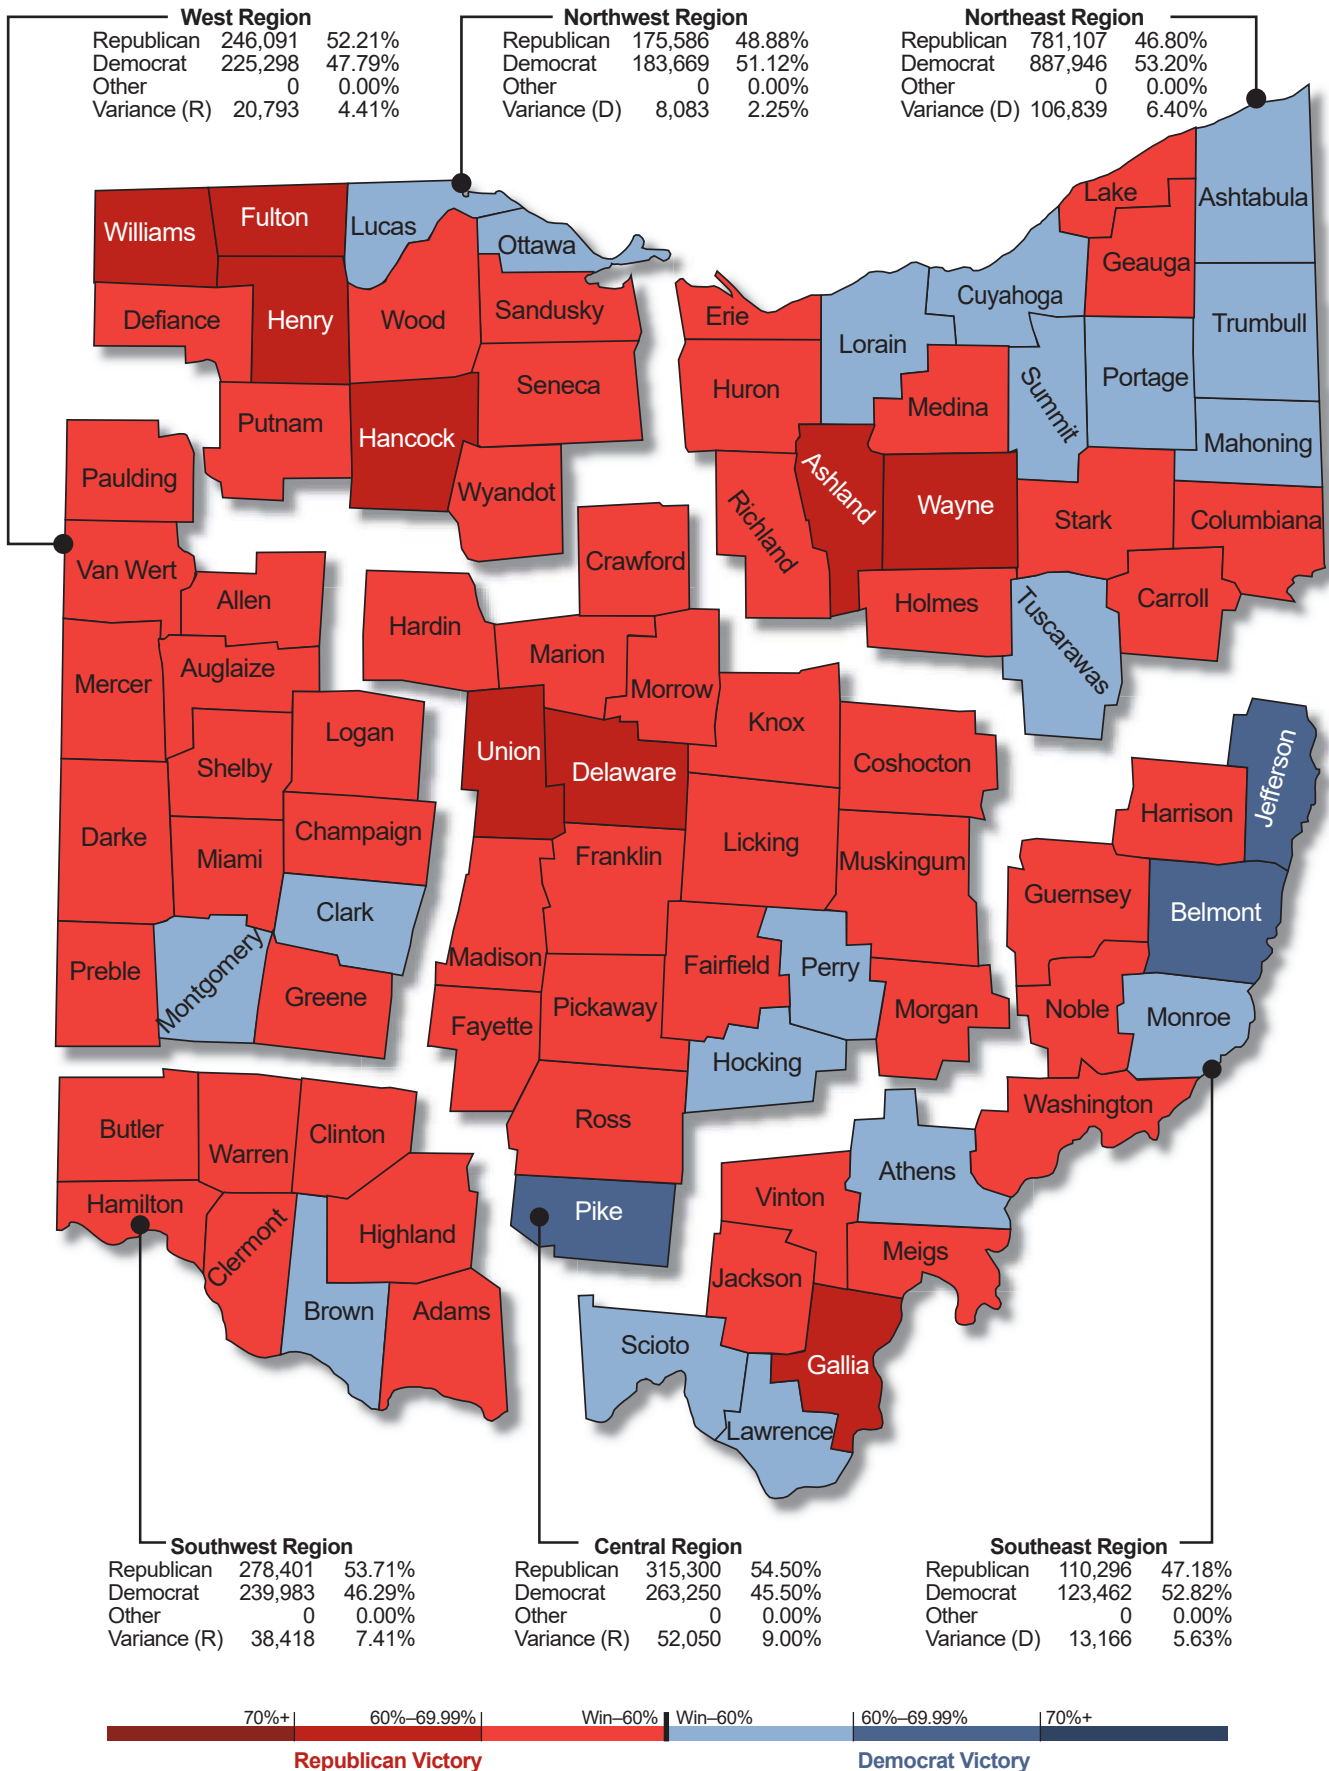 West Region
Republican 246,091 52.21%
Democrat 225,298 47.79%
Other 0 0.00%
Variance (R) 20,793 4.41%
Northwest Region
Republican 175,586 48.88%
Democrat 183,669 51.12%
Other 0 0.00%
Variance (D) 8,083 2.25%
Northeast Region
Republican 781,107 46.80%
Democrat 887,946 53.20%
Other 0 0.00%
Variance (D) 106,839 6.40%
Williams
Fulton
Lucas
Ottawa
Defiance
Henry
Wood
Sandusky
Seneca
Putnam
Hancock
Wyandot
Lake
Ashtabula
Geauga
Cuyahoga
Erie
Lorain
Trumbull
Huron
Medina
Summit
Portage
Mahoning
Richland
Ashland
Wayne
Stark
Columbiana
Holmes
Tuscarawas
Carroll
Paulding
Van Wert
Allen
Mercer
Auglaize
Logan
Shelby
Darke
Miami
Champaign
Clark
Preble
Montgomery
Greene
Crawford
Hardin
Marion
Morrow
Knox
Union
Delaware
Coshocton
Franklin
Licking
Muskingum
Madison
Fairfield
Perry
Fayette
Pickaway
Morgan
Hocking
Ross
Pike
Jefferson
Harrison
Guernsey
Belmont
Noble
Monroe
Washington
Athens
Vinton
Meigs
Jackson
Gallia
Scioto
Lawrence
Butler
Warren
Clinton
Hamilton
Clermont
Highland
Brown
Adams
Southwest Region
Republican 278,401 53.71%
Democrat 239,983 46.29%
Other 0 0.00%
Variance (R) 38,418 7.41%
Central Region
Republican 315,300 54.50%
Democrat 263,250 45.50%
Other 0 0.00%
Variance (R) 52,050 9.00%
Southeast Region
Republican 110,296 47.18%
Democrat 123,462 52.82%
Other 0 0.00%
Variance (D) 13,166 5.63%
70%+ 60%–69.99% Win–60% Win–60% 60%–69.99% 70%+
Republican Victory Democrat Victory